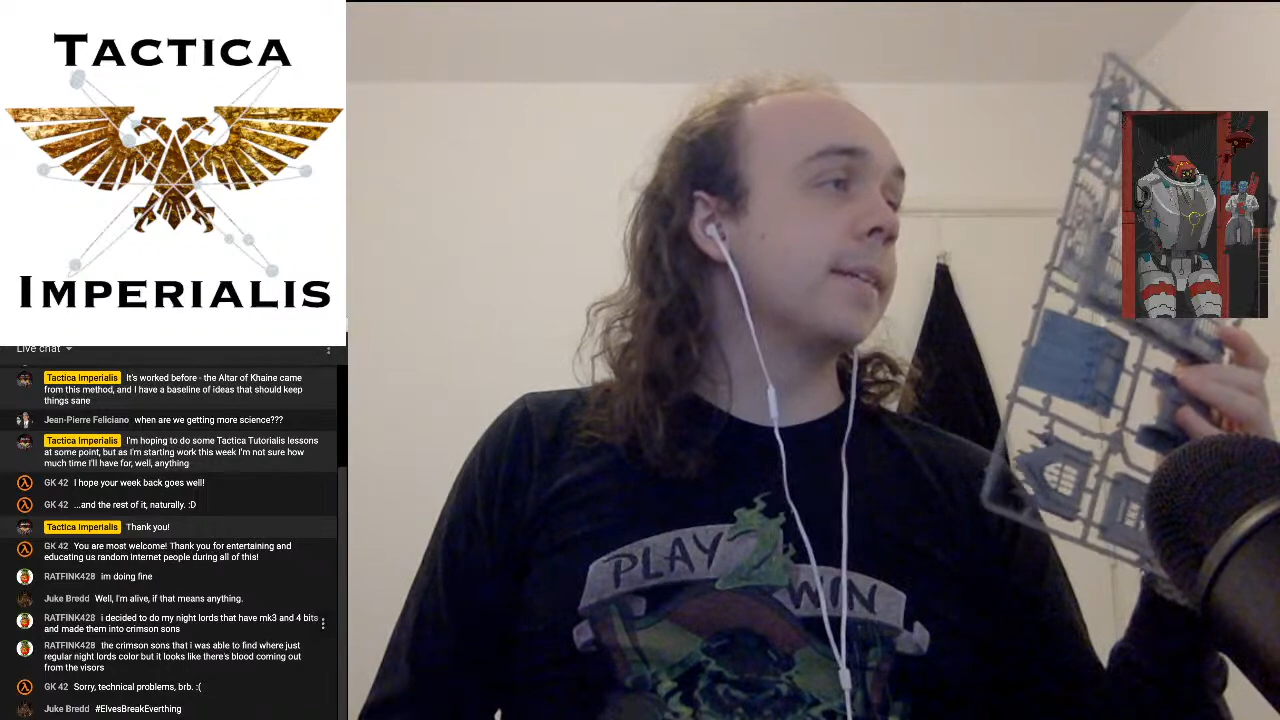 TACTICA
IMPERIALIS
Live chat
Tactica Imperialis It's worked before - the Altar of Khaine came
from this method, and I have a baseline of ideas that should keep
things sane
Jean-Pierre Feliciano when are we getting more science???
Tactica Imperialis I'm hoping to do some Tactica Tutorialis lessons
at some point, but as I'm starting work this week I'm not sure how
much time I'll have for, well, anything
GK 42 I hope your week back goes well!
GK 42 ...and the rest of it, naturally. :D
Tactica Imperialis Thank you!
GK 42 You are most welcome! Thank you for entertaining and
educating us random Internet people during all of this!
RATFINK428 im doing fine
Juke Bredd Well, I'm alive, if that means anything.
RATFINK428 i decided to do my night lords that have mk3 and 4 bits
and made them into crimson sons
RATFINK428 the crimson sons that i was able to find where just
regular night lords color but it looks like there's blood coming out
from the visors
GK 42 Sorry, technical problems, brb. :(
Juke Bredd #ElvesBreakEverthing
PLAY 2 WIN